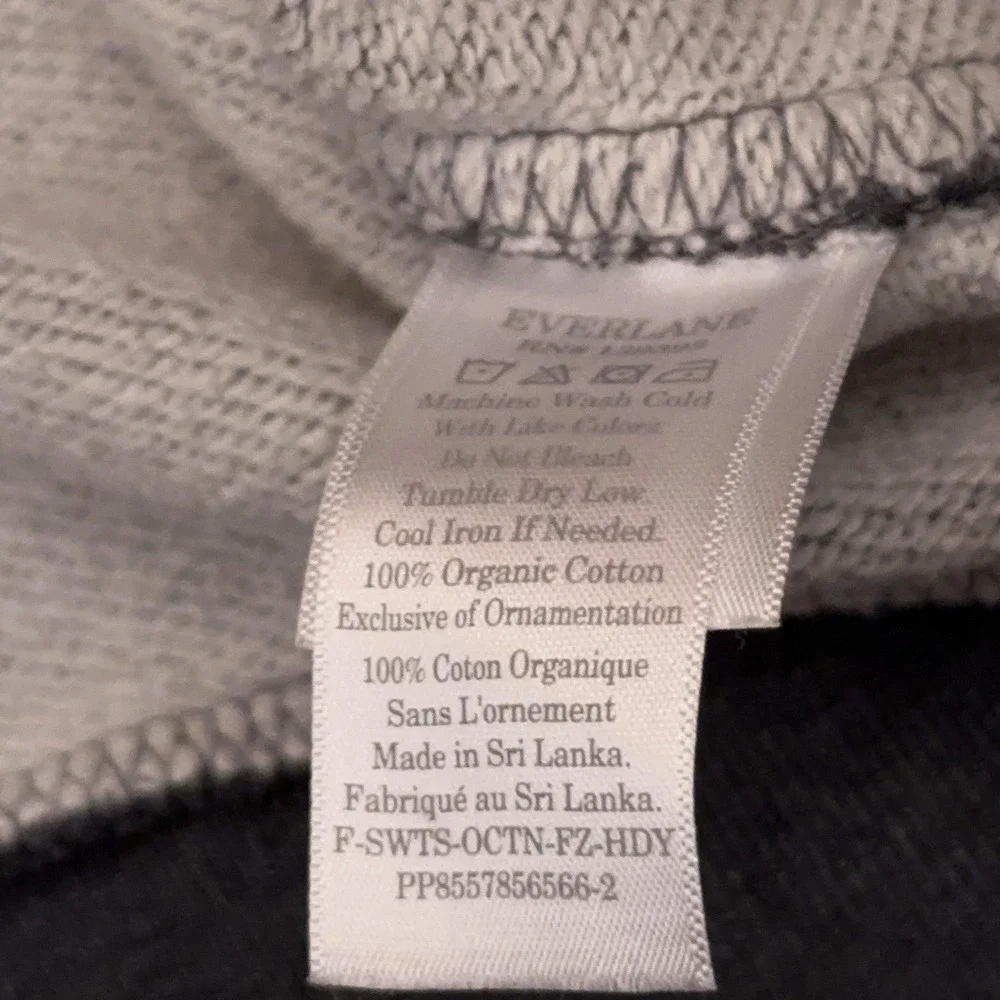 EVERLANE
RN#
Machine Wash Cold
With Like Colors.
Do Not Bleach
Tumble Dry Low.
Cool Iron If Needed.
100% Organic Cotton
Exclusive of Ornamentation
100% Coton Organique
Sans L'ornement
Made in Sri Lanka.
Fabriqué au Sri Lanka.
F-SWTS-OCTN-FZ-HDY
PP8557856566-2